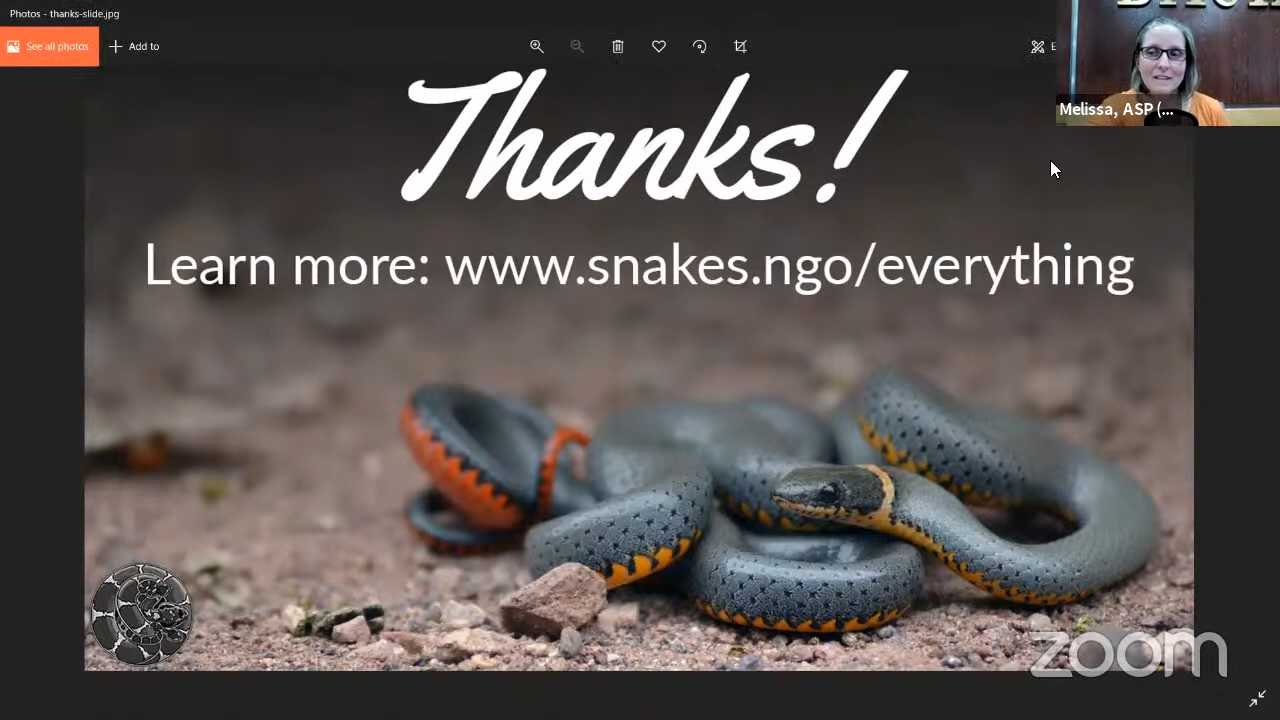 Photos - thanks-slide.jpg
See all photos
Add to
E
Melissa, ASP (...
Thanks!
Learn more: www.snakes.ngo/everything
zoom